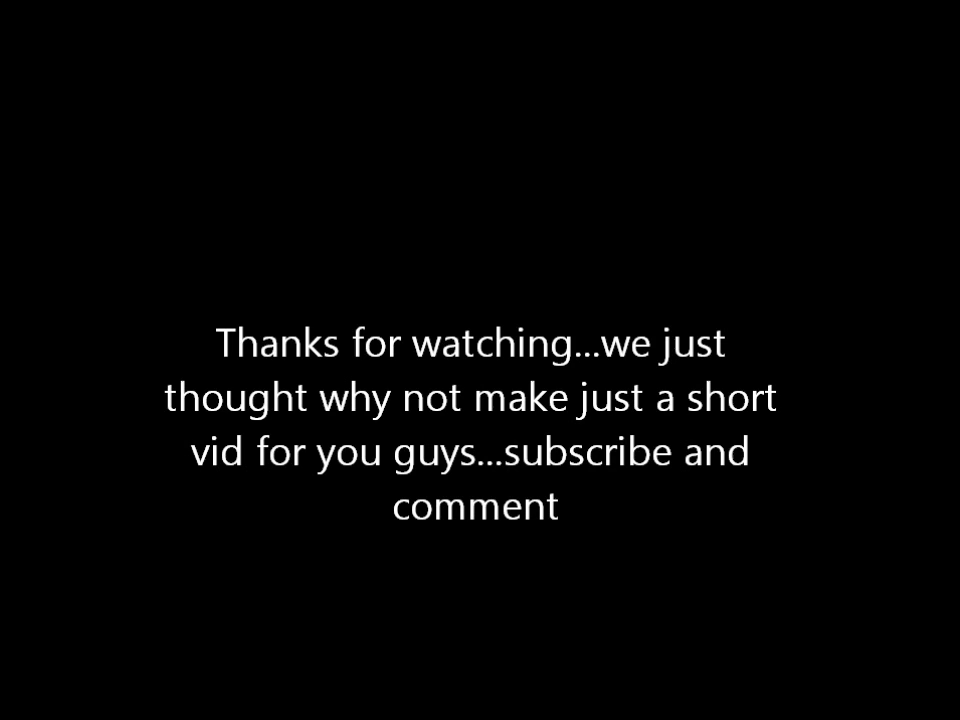 Thanks for watching...we just
thought why not make just a short
vid for you guys...subscribe and
comment